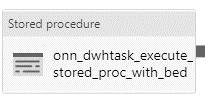 Stored procedure
onn_dwhtask_execute_
stored_proc_with_bed